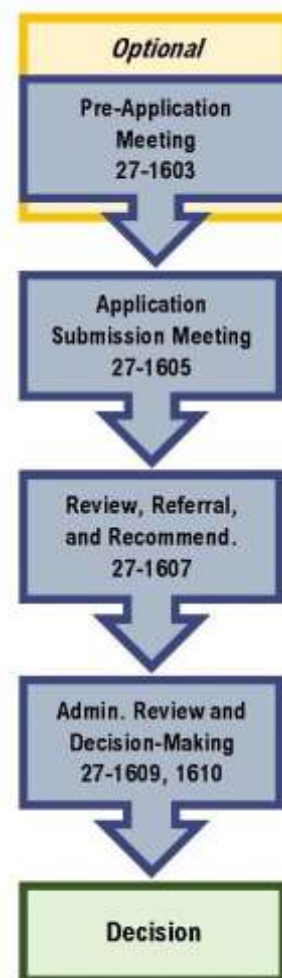 Optional
Pre-Application
Meeting
27-1603
Application
Submission Meeting
27-1605
Review, Referral,
and Recommend.
27-1607
Admin. Review and
Decision-Making
27-1609, 1610
Decision